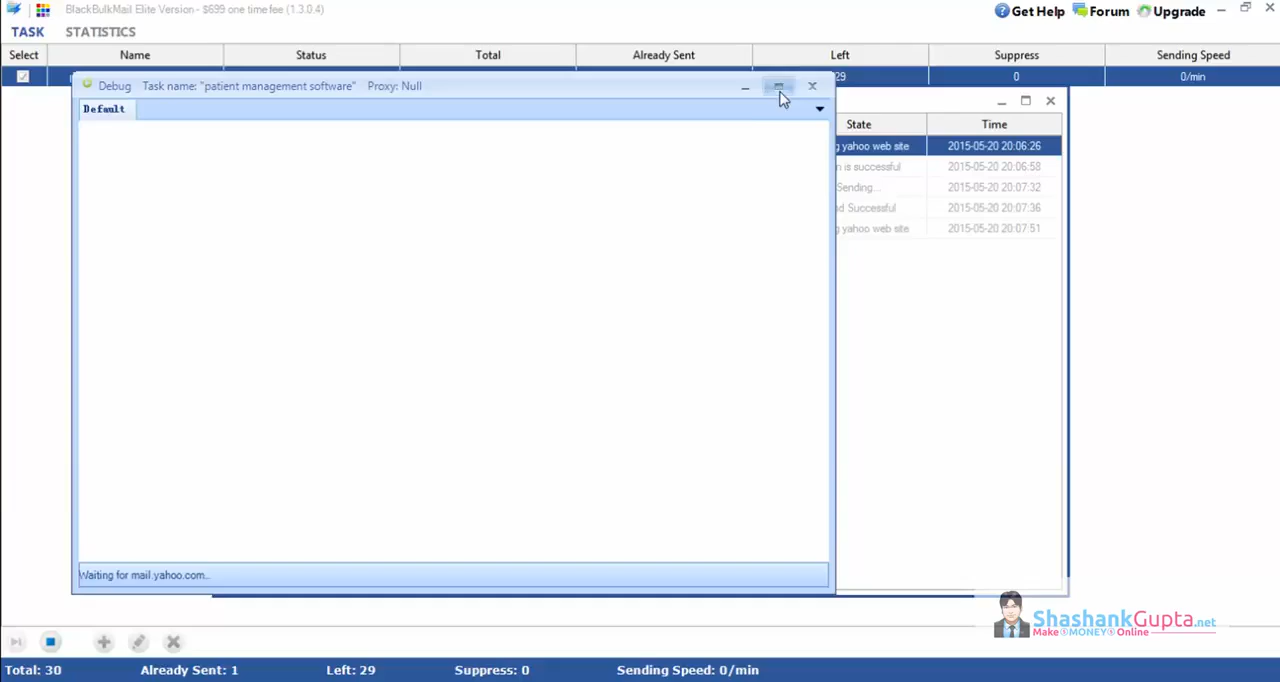 BlackBulkMail Elite Version - $699 one time fee (1.3.0.4)
Get Help Forum Upgrade
TASK STATISTICS
Select Name Status Total Already Sent Left Suppress Sending Speed
29 0 0/min
Debug Task name: "patient management software" Proxy: Null
Default
State Time
yahoo web site 2015-05-20 20:06:26
is successful 2015-05-20 20:06:58
Sending... 2015-05-20 20:07:32
Successful 2015-05-20 20:07:36
yahoo web site 2015-05-20 20:07:51
Waiting for mail.yahoo.com...
ShashankGupta.net
Make MONEY Online
Total: 30 Already Sent: 1 Left: 29 Suppress: 0 Sending Speed: 0/min